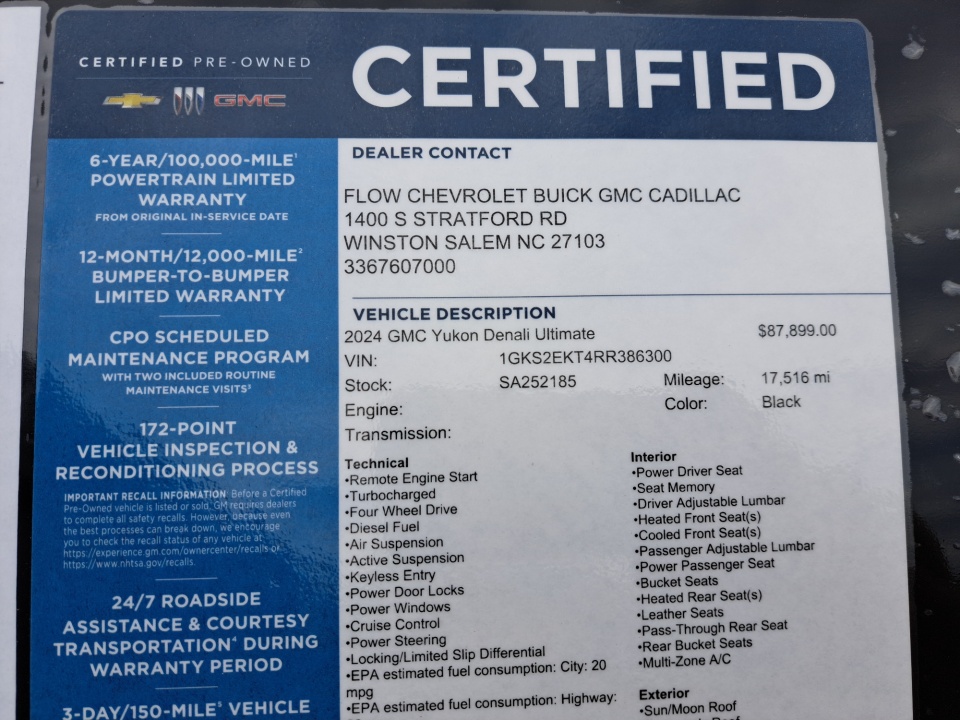 CERTIFIED PRE-OWNED
GMC
CERTIFIED
6-YEAR/100,000-MILE¹
POWERTRAIN LIMITED
WARRANTY
FROM ORIGINAL IN-SERVICE DATE
12-MONTH/12,000-MILE²
BUMPER-TO-BUMPER
LIMITED WARRANTY
CPO SCHEDULED
MAINTENANCE PROGRAM
WITH TWO INCLUDED ROUTINE
MAINTENANCE VISITS³
172-POINT
VEHICLE INSPECTION &
RECONDITIONING PROCESS
IMPORTANT RECALL INFORMATION Before a Certified
Pre-Owned vehicle is listed or sold, GM requires dealers
to complete all safety recalls. However, because even
the best processes can break down, we encourage
you to check the recall status of any vehicle at
https://experience.gm.com/ownercenter/recalls or
https://www.nhtsa.gov/recalls.
24/7 ROADSIDE
ASSISTANCE & COURTESY
TRANSPORTATION⁴ DURING
WARRANTY PERIOD
3-DAY/150-MILE⁵ VEHICLE
DEALER CONTACT
FLOW CHEVROLET BUICK GMC CADILLAC
1400 S STRATFORD RD
WINSTON SALEM NC 27103
3367607000
VEHICLE DESCRIPTION
2024 GMC Yukon Denali Ultimate $87,899.00
VIN: 1GKS2EKT4RR386300
Stock: SA252185 Mileage: 17,516 mi
Engine: Color: Black
Transmission:
Technical
•Remote Engine Start
•Turbocharged
•Four Wheel Drive
•Diesel Fuel
•Air Suspension
•Active Suspension
•Keyless Entry
•Power Door Locks
•Power Windows
•Cruise Control
•Power Steering
•Locking/Limited Slip Differential
•EPA estimated fuel consumption: City: 20
mpg
•EPA estimated fuel consumption: Highway:
Interior
•Power Driver Seat
•Seat Memory
•Driver Adjustable Lumbar
•Heated Front Seat(s)
•Cooled Front Seat(s)
•Passenger Adjustable Lumbar
•Power Passenger Seat
•Bucket Seats
•Heated Rear Seat(s)
•Leather Seats
•Pass-Through Rear Seat
•Rear Bucket Seats
•Multi-Zone A/C
Exterior
•Sun/Moon Roof